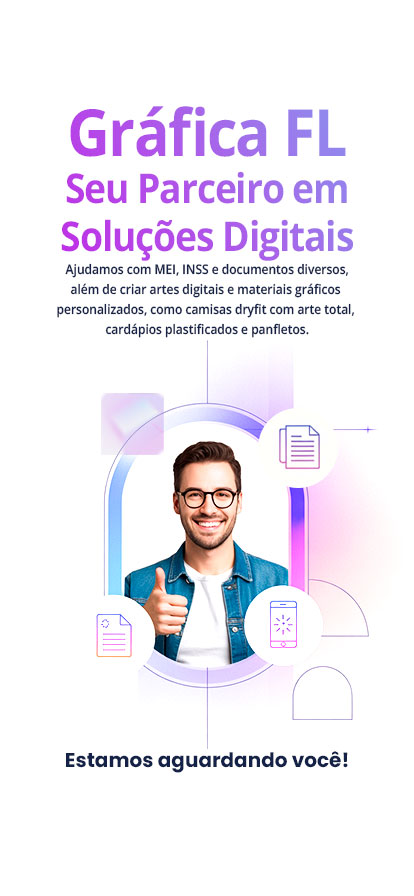 Gráfica FL
Seu Parceiro em
Soluções Digitais
Ajudamos com MEI, INSS e documentos diversos,
além de criar artes digitais e materiais gráficos
personalizados, como camisas dryfit com arte total,
cardápios plastificados e panfletos.
Estamos aguardando você!